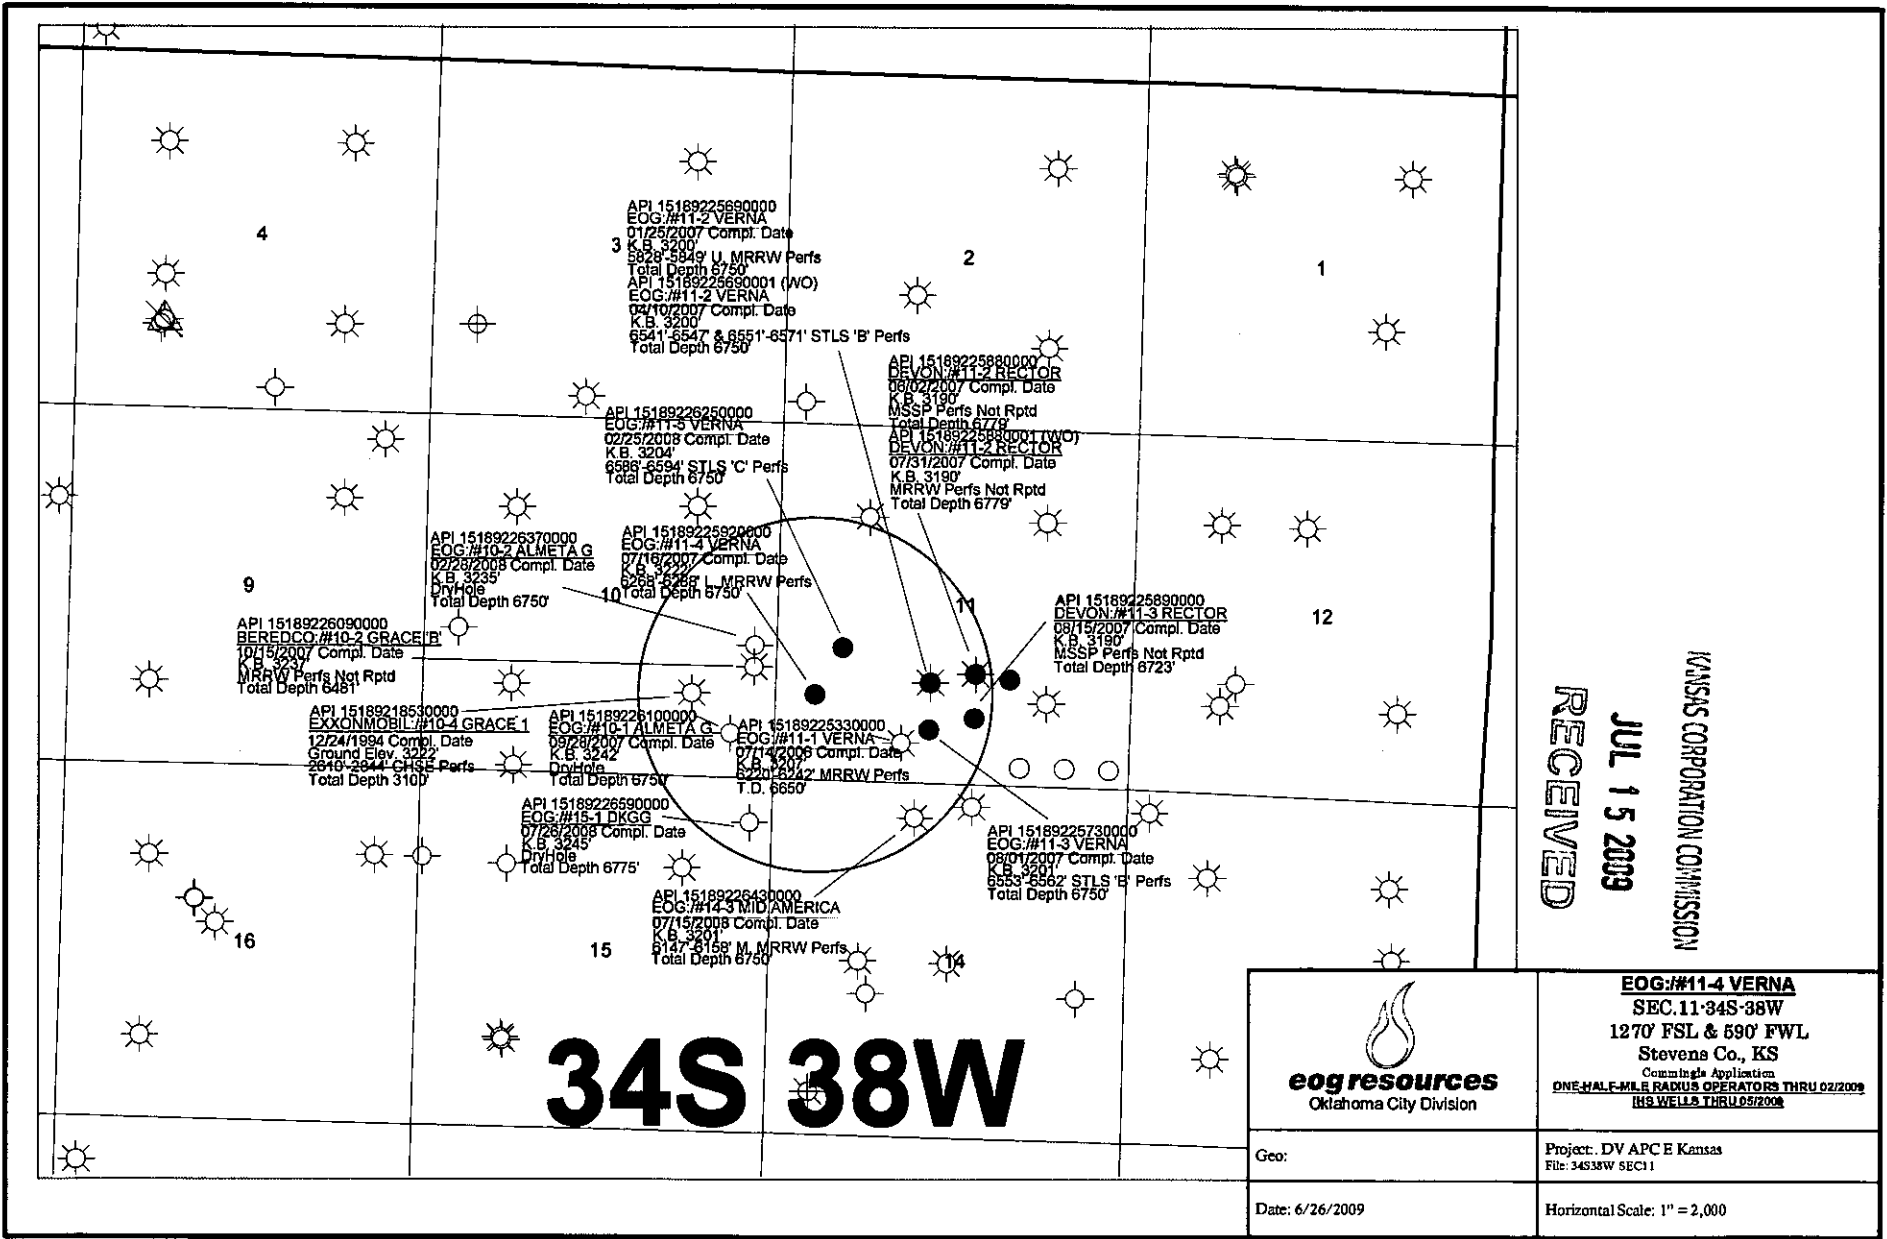 4
3
2
1
API 15189225690000
EOG:/#11-2 VERNA
01/25/2007 Compl. Date
K.B. 3200'
5828'-5849' U. MRRW Perfs
Total Depth 6750'
API 15189225690001 (WO)
EOG:/#11-2 VERNA
04/10/2007 Compl. Date
K.B. 3200'
6541'-6547' & 6551'-6571' STLS 'B' Perfs
Total Depth 6750'
API 15189225880000
DEVON:/#11-2 RECTOR
06/02/2007 Compl. Date
K.B. 3190'
MSSP Perfs Not Rptd
Total Depth 6779'
API 15189225880001 (WO)
DEVON:/#11-2 RECTOR
07/31/2007 Compl. Date
K.B. 3190'
MRRW Perfs Not Rptd
Total Depth 6779'
API 15189226250000
EOG:/#11-5 VERNA
02/25/2008 Compl. Date
K.B. 3204'
6586'-6594' STLS 'C' Perfs
Total Depth 6750'
API 15189226370000
EOG:/#10-2 ALMETA G
02/28/2008 Compl. Date
K.B. 3235'
DryHole
Total Depth 6750'
API 15189225920000
EOG:/#11-4 VERNA
07/16/2007 Compl. Date
K.B. 3222'
6268'-6288' L. MRRW Perfs
Total Depth 6750'
9
10
11
12
API 15189225890000
DEVON:/#11-3 RECTOR
08/15/2007 Compl. Date
K.B. 3190'
MSSP Perfs Not Rptd
Total Depth 6723'
API 15189226090000
BEREDCO:/#10-2 GRACE 'B'
10/15/2007 Compl. Date
K.B. 3237'
MRRW Perfs Not Rptd
Total Depth 6481'
API 15189218530000
EXXONMOBIL:/#10-4 GRACE 1
12/24/1994 Compl. Date
Ground Elev. 3222'
2610'-2644' CHSE Perfs
Total Depth 3100'
API 15189226100000
EOG:/#10-1 ALMETA G
09/28/2007 Compl. Date
K.B. 3242'
DryHole
Total Depth 6750'
API 15189225330000
EOG:/#11-1 VERNA
07/14/2006 Compl. Date
K.B. 3207'
6220'-6242' MRRW Perfs
T.D. 6650'
API 15189226590000
EOG:/#15-1 DKGG
07/26/2008 Compl. Date
K.B. 3245'
DryHole
Total Depth 6775'
API 15189225730000
EOG:/#11-3 VERNA
08/01/2007 Compl. Date
K.B. 3201'
6553'-6562' STLS 'B' Perfs
Total Depth 6750'
API 15189226430000
EOG:/#14-3 MID AMERICA
07/15/2008 Compl. Date
K.B. 3201'
6147'-6158' M. MRRW Perfs
Total Depth 6750'
16
15
14
34S 38W
KANSAS CORPORATION COMMISSION
JUL 15 2009
RECEIVED
eog resources
Oklahoma City Division
EOG:/#11-4 VERNA
SEC.11-34S-38W
1270' FSL & 590' FWL
Stevens Co., KS
Commingle Application
ONE-HALF-MILE RADIUS OPERATORS THRU 02/2009
IHS WELLS THRU 05/2009
Geo:
Project: DV APC E Kansas
File: 34S38W SEC11
Date: 6/26/2009
Horizontal Scale: 1" = 2,000